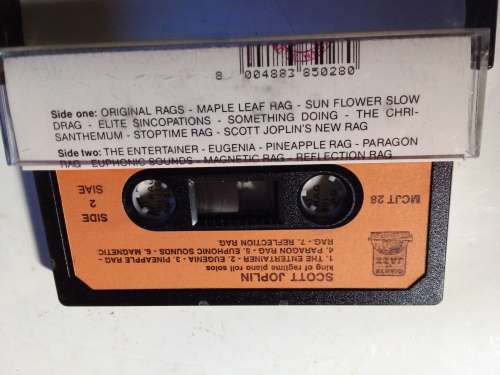 8 004883 850280
Side one: ORIGINAL RAGS - MAPLE LEAF RAG - SUN FLOWER SLOW
DRAG - ELITE SINCOPATIONS - SOMETHING DOING - THE CHRI-
SANTHEMUM - STOPTIME RAG - SCOTT JOPLIN'S NEW RAG
Side two: THE ENTERTAINER - EUGENIA - PINEAPPLE RAG - PARAGON
RAG - EUPHONIC SOUNDS - MAGNETIC RAG - REFLECTION RAG
SCOTT JOPLIN
king of ragtime piano roll solos
1. THE ENTERTAINER - 2. EUGENIA - 3. PINEAPPLE RAG -
4. PARAGON RAG - 5. EUPHONIC SOUNDS - 6. MAGNETIC
RAG - 7. REFLECTION RAG
SIDE
2
SIAE
MCJT 28
GIANTS
OF
JAZZ